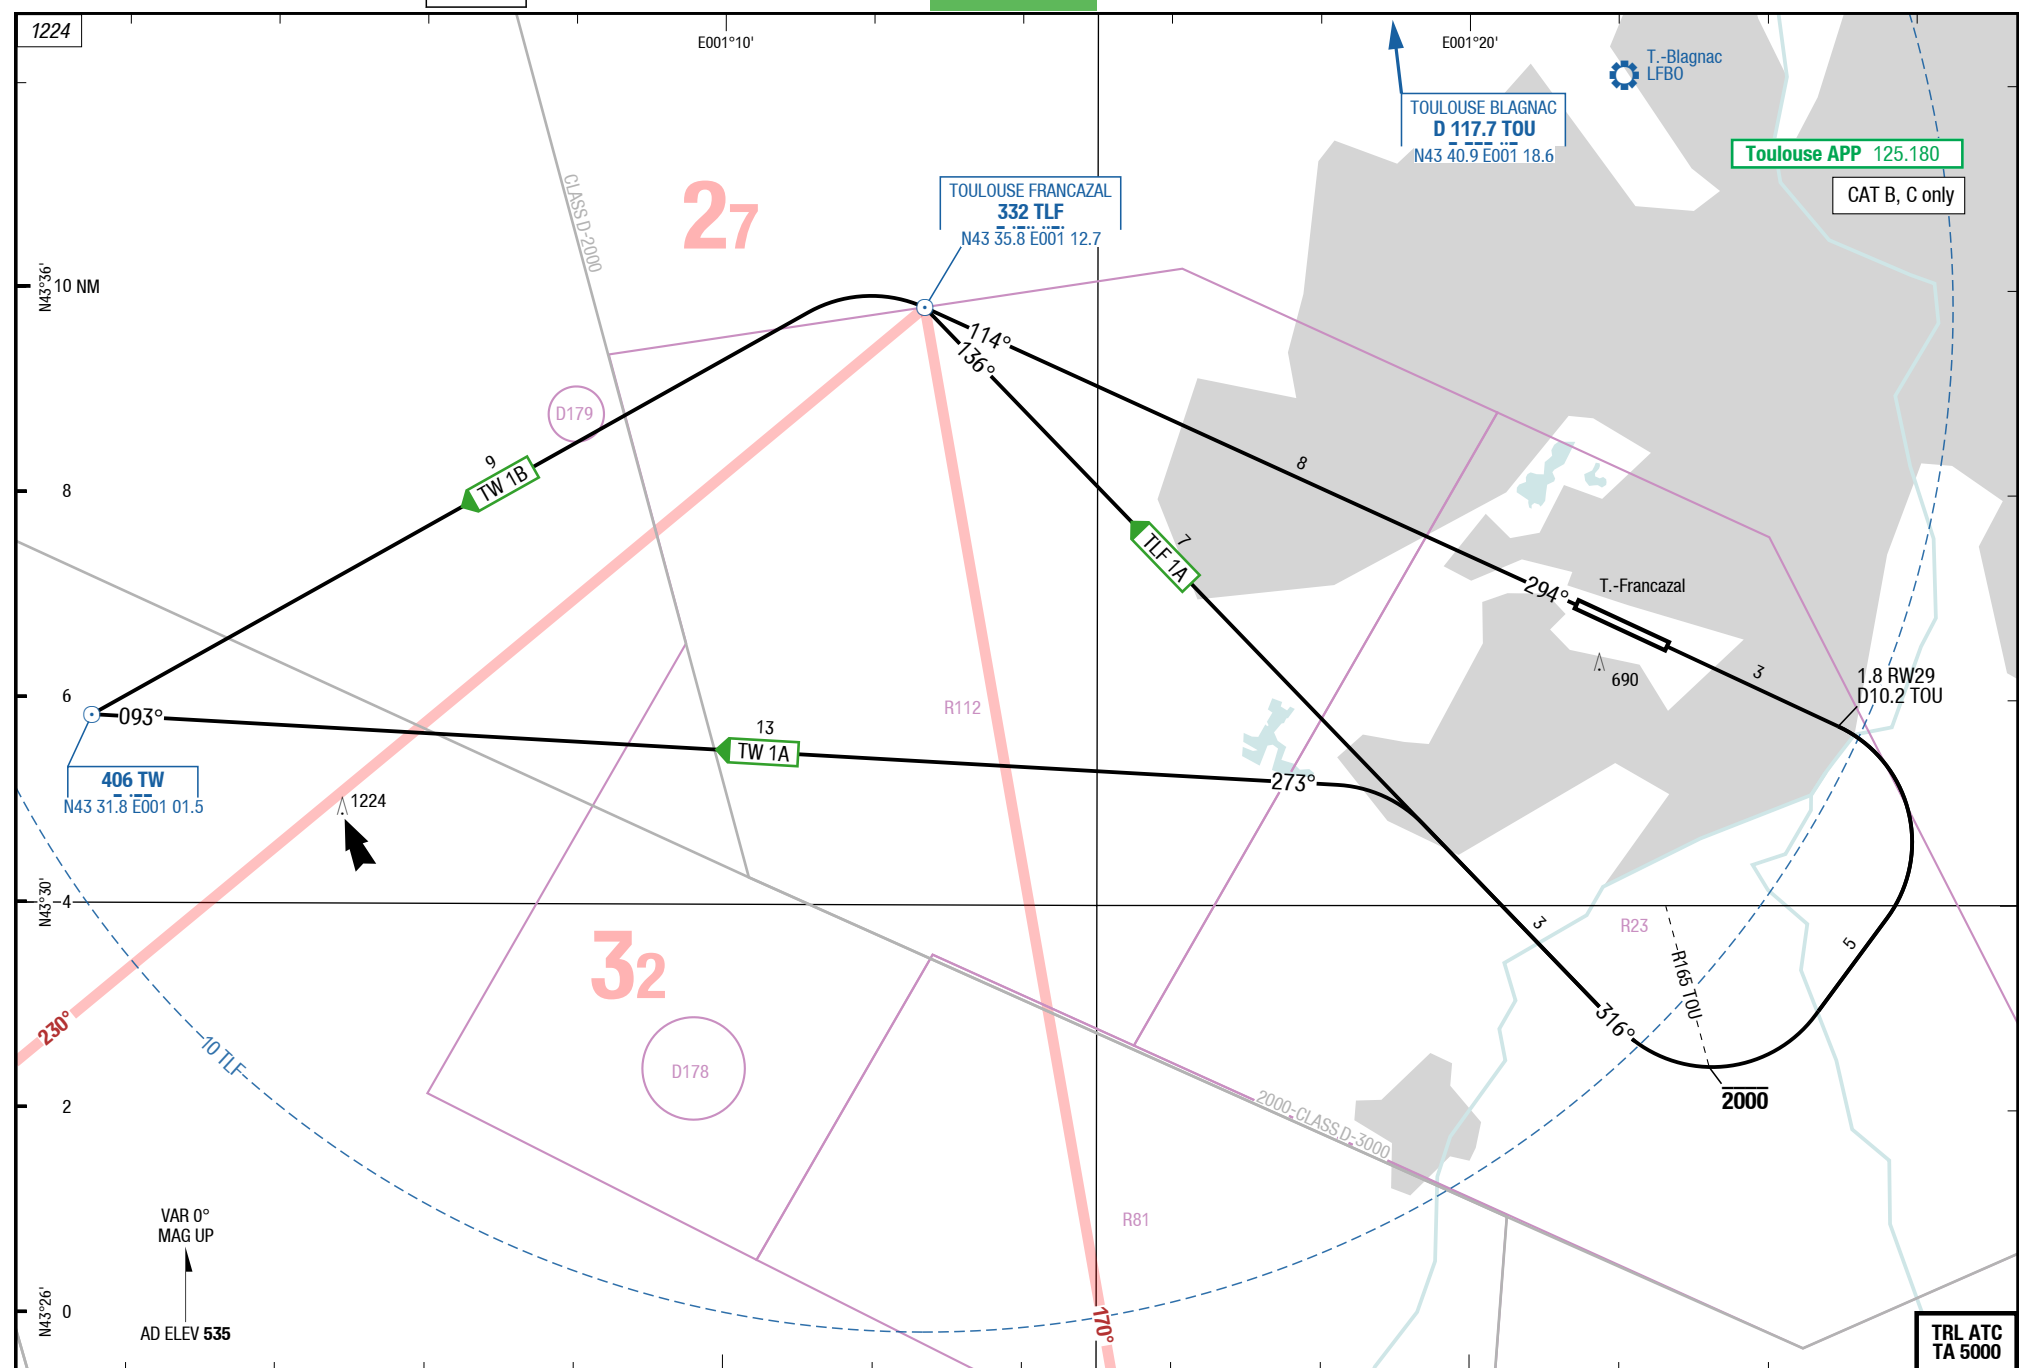 1224
E001°10'
E001°20'
T.-Blagnac
LFBO
TOULOUSE BLAGNAC
D 117.7 TOU
N43 40.9 E001 18.6
Toulouse APP 125.180
CAT B, C only
CLASS D-2000
27
TOULOUSE FRANCAZAL
332 TLF
N43 35.8 E001 12.7
N43°36'
10 NM
114°
136°
D179
9
TW 1B
8
8
7
TLF 1A
294°
T.-Francazal
690
3
1.8 RW29
D10.2 TOU
6
093°
R112
13
TW 1A
273°
406 TW
N43 31.8 E001 01.5
1224
N43°30'
4
32
3
R23
5
R165 TOU
316°
230°
10 TLF
D178
2
2000
2000-CLASS D-3000
VAR 0°
MAG UP
R81
N43°26'
0
170°
AD ELEV 535
TRL ATC
TA 5000